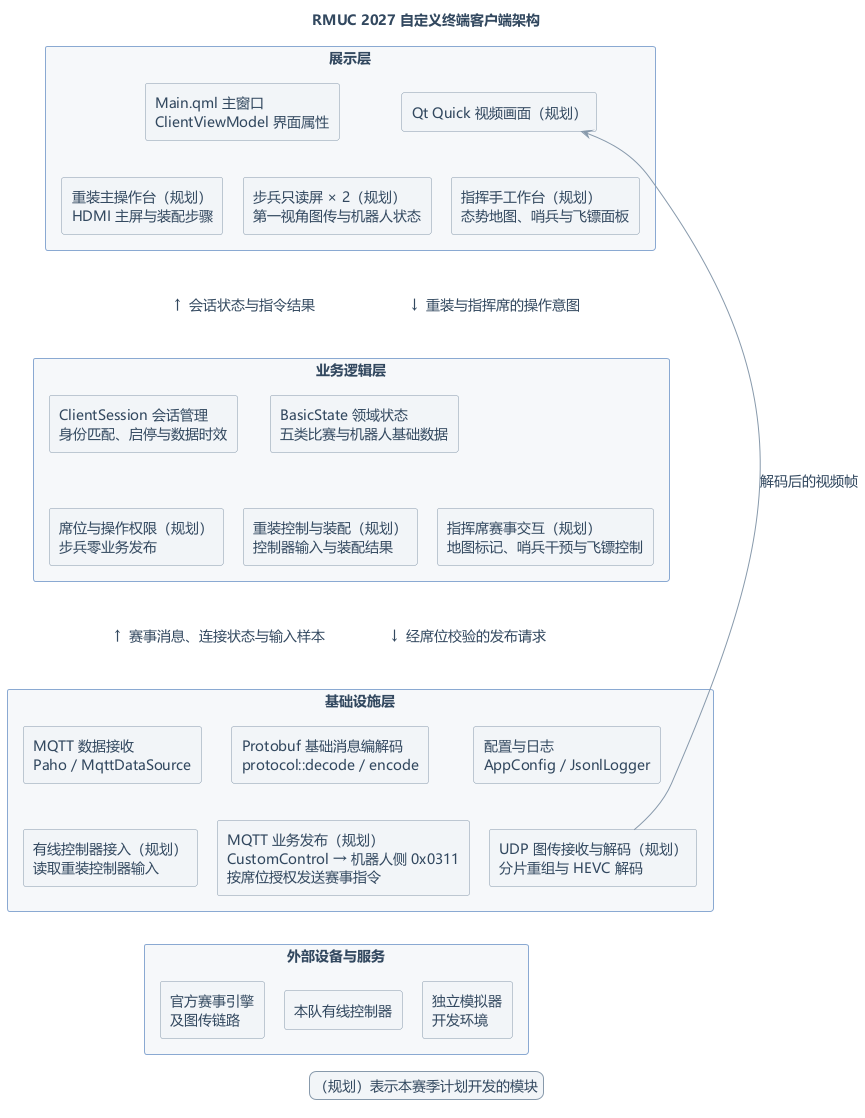 RMUC 2027 自定义终端客户端架构
展示层
Main.qml 主窗口
ClientViewModel 界面属性
Qt Quick 视频画面（规划）
重装主操作台（规划）
HDMI 主屏与装配步骤
步兵只读屏 × 2（规划）
第一视角图传与机器人状态
指挥手工作台（规划）
态势地图、哨兵与飞镖面板
↑ 会话状态与指令结果
↓ 重装与指挥席的操作意图
业务逻辑层
ClientSession 会话管理
身份匹配、启停与数据时效
BasicState 领域状态
五类比赛与机器人基础数据
解码后的视频帧
席位与操作权限（规划）
步兵零业务发布
重装控制与装配（规划）
控制器输入与装配结果
指挥席赛事交互（规划）
地图标记、哨兵干预与飞镖控制
↑ 赛事消息、连接状态与输入样本
↓ 经席位校验的发布请求
基础设施层
MQTT 数据接收
Paho / MqttDataSource
Protobuf 基础消息编解码
protocol::decode / encode
配置与日志
AppConfig / JsonlLogger
有线控制器接入（规划）
读取重装控制器输入
MQTT 业务发布（规划）
CustomControl → 机器人侧 0x0311
按席位授权发送赛事指令
UDP 图传接收与解码（规划）
分片重组与 HEVC 解码
外部设备与服务
官方赛事引擎
及图传链路
本队有线控制器
独立模拟器
开发环境
（规划）表示本赛季计划开发的模块